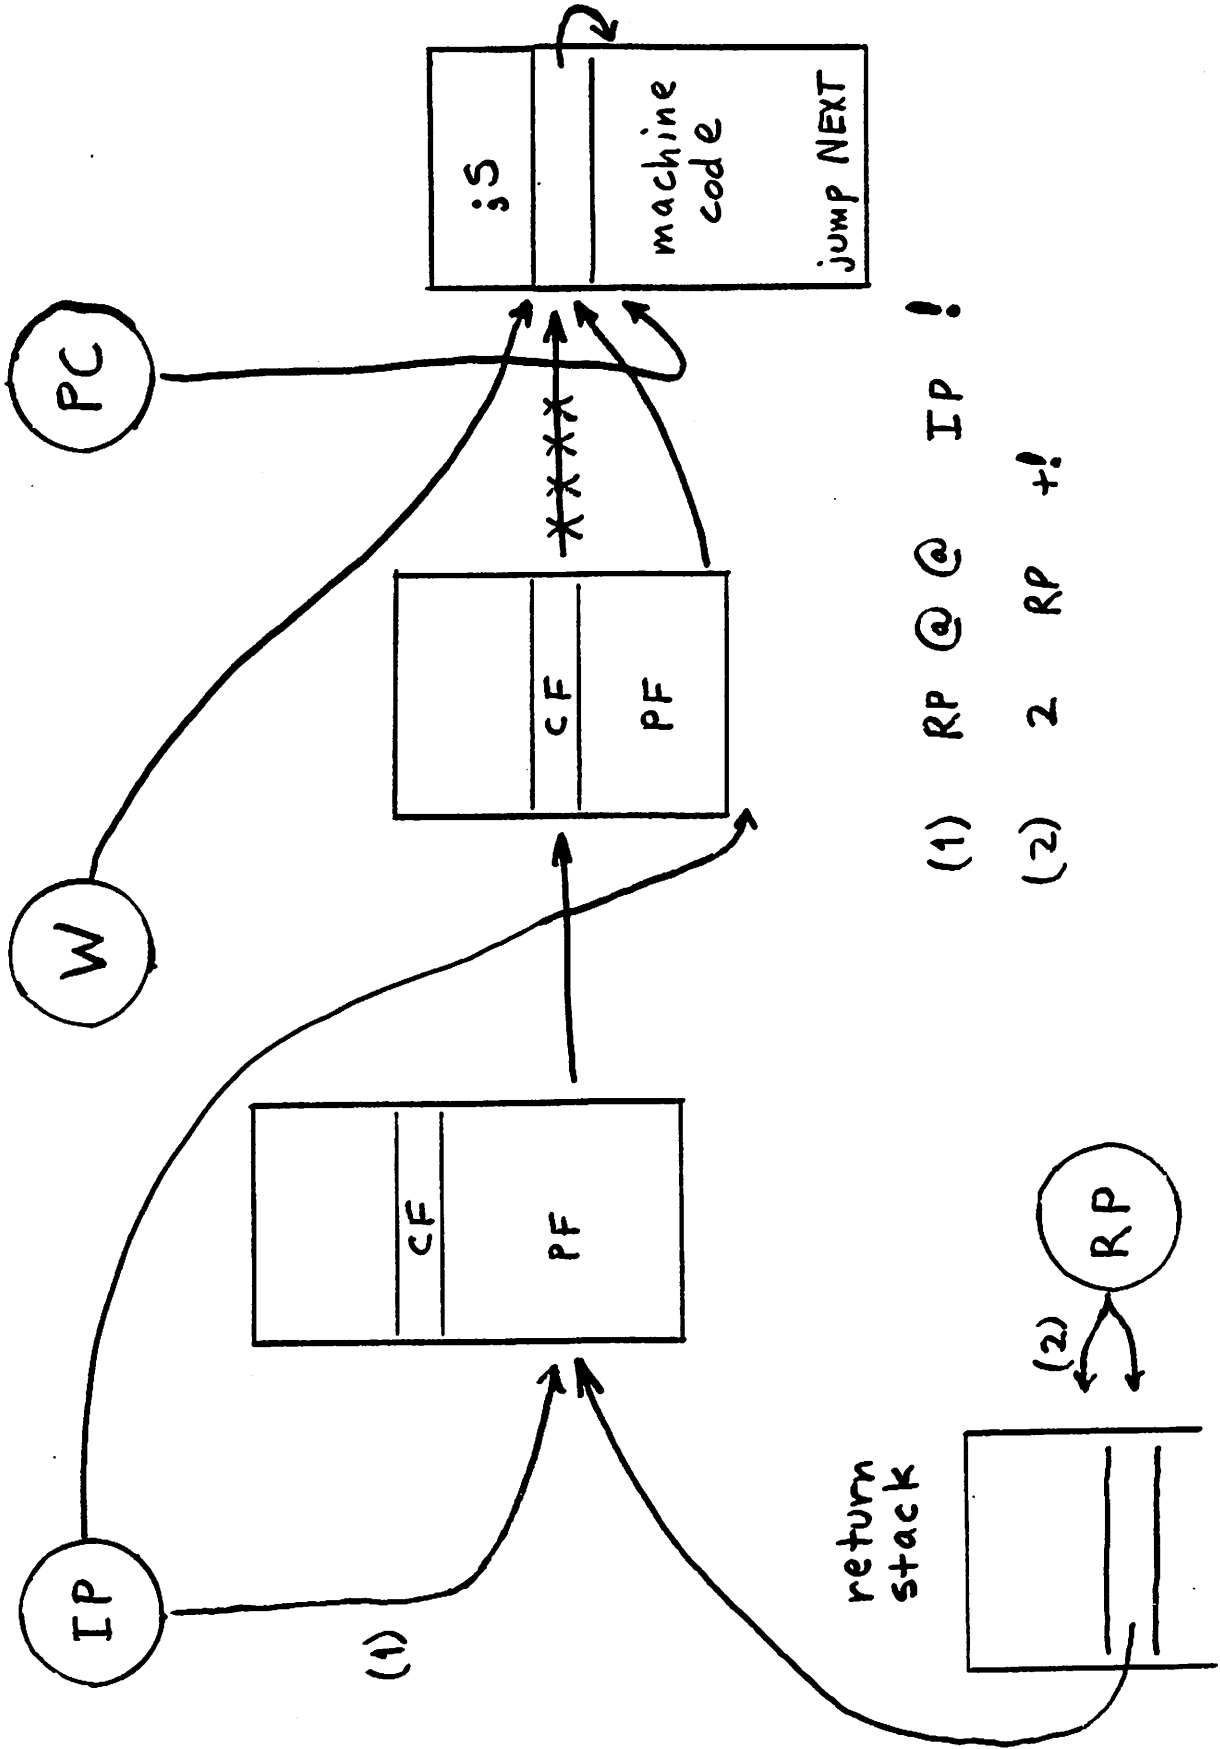 IP
W
PC
(1)
CF
PF
CF
PF
;S
machine
code
jump NEXT
return
stack
(2)
RP
(1) RP @ @ IP !
(2) 2 RP +!